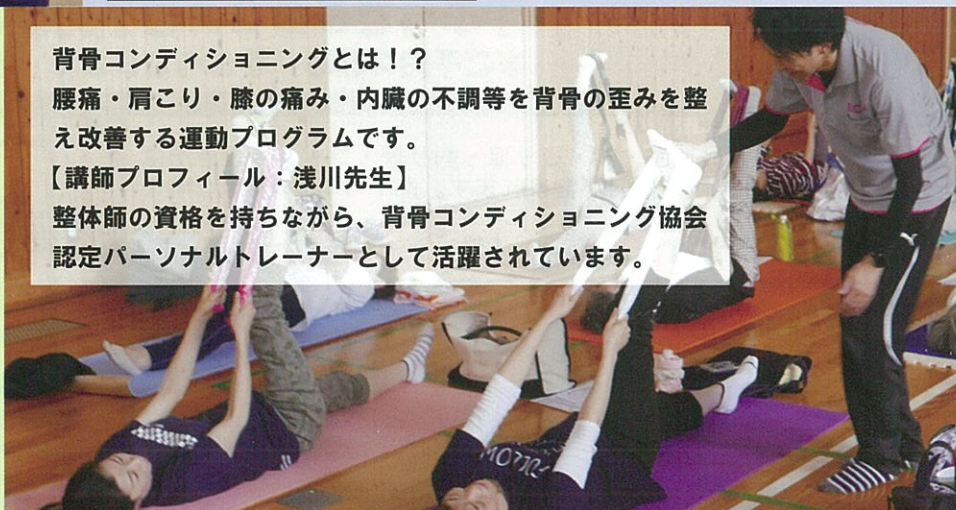 背骨コンディショニングとは！？
腰痛・肩こり・膝の痛み・内臓の不調等を背骨の歪みを整
え改善する運動プログラムです。
【講師プロフィール：浅川先生】
整体師の資格を持ちながら、背骨コンディショニング協会
認定パーソナルトレーナーとして活躍されています。
FOLLOW